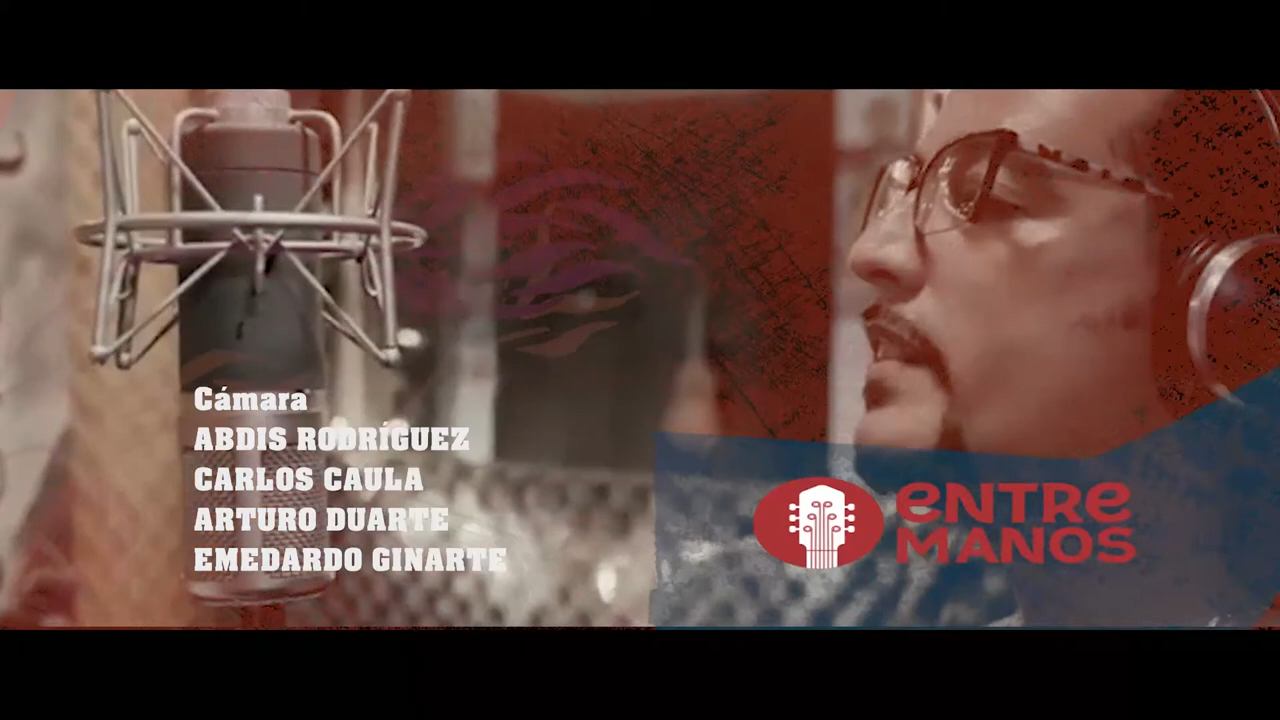 Cámara
ABDIS RODRÍGUEZ
CARLOS CAULA
ARTURO DUARTE
EMEDARDO GINARTE
ENTRE
MANOS